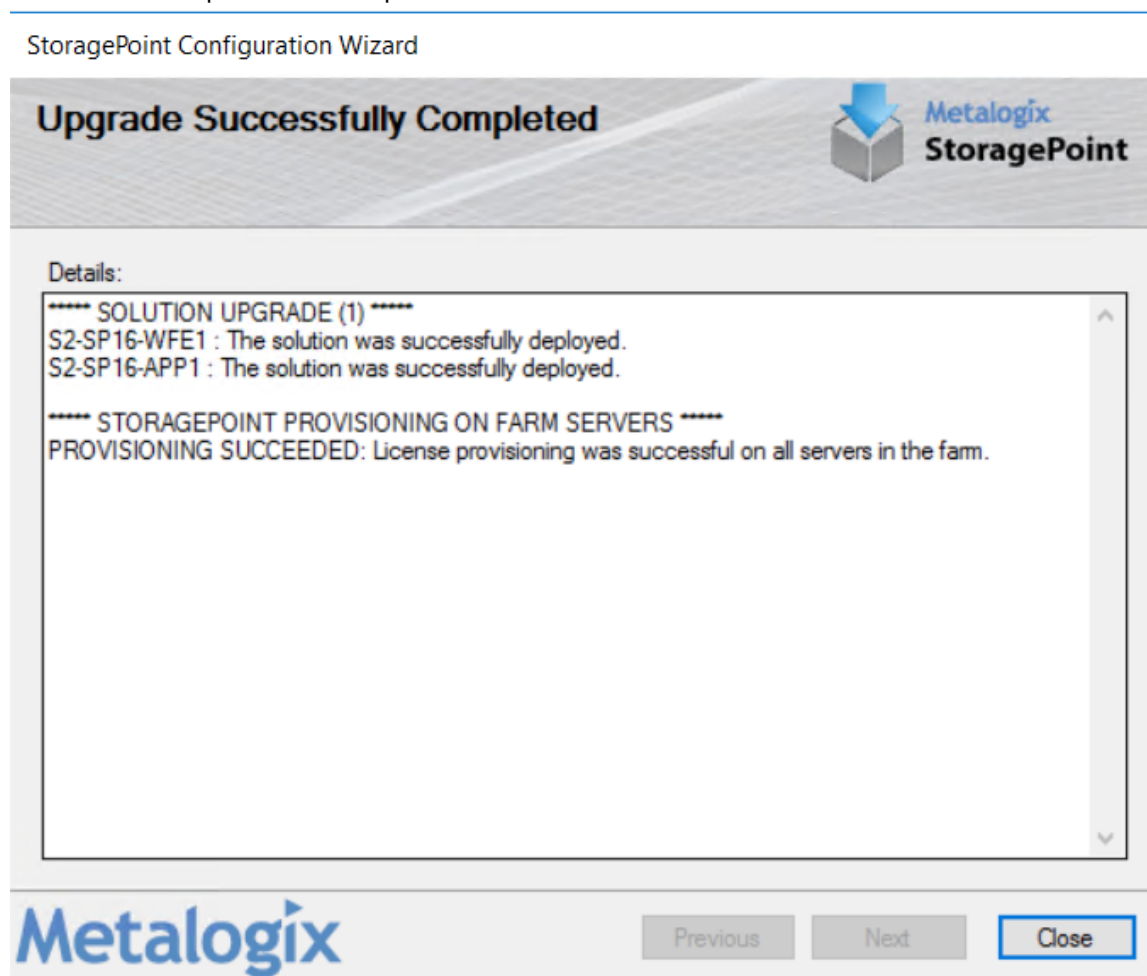 StoragePoint Configuration Wizard
Upgrade Successfully Completed
Metalogix
StoragePoint
Details:
***** SOLUTION UPGRADE (1) *****
S2-SP16-WFE1 : The solution was successfully deployed.
S2-SP16-APP1 : The solution was successfully deployed.
***** STORAGEPOINT PROVISIONING ON FARM SERVERS *****
PROVISIONING SUCCEEDED: License provisioning was successful on all servers in the farm.
Metalogix
Previous
Next
Close